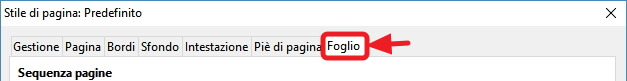 Stile di pagina: Predefinito
Gestione Pagina Bordi Sfondo Intestazione Piè di pagina Foglio
Sequenza pagine